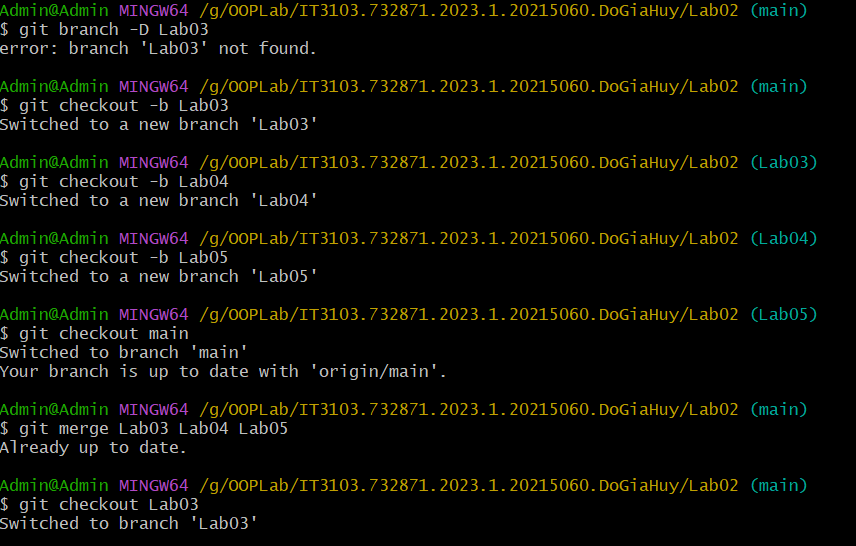 Admin@Admin MINGW64 /g/OOPLab/IT3103.732871.2023.1.20215060.DoGiaHuy/Lab02 (main)
$ git branch -D Lab03
error: branch 'Lab03' not found.
Admin@Admin MINGW64 /g/OOPLab/IT3103.732871.2023.1.20215060.DoGiaHuy/Lab02 (main)
$ git checkout -b Lab03
Switched to a new branch 'Lab03'
Admin@Admin MINGW64 /g/OOPLab/IT3103.732871.2023.1.20215060.DoGiaHuy/Lab02 (Lab03)
$ git checkout -b Lab04
Switched to a new branch 'Lab04'
Admin@Admin MINGW64 /g/OOPLab/IT3103.732871.2023.1.20215060.DoGiaHuy/Lab02 (Lab04)
$ git checkout -b Lab05
Switched to a new branch 'Lab05'
Admin@Admin MINGW64 /g/OOPLab/IT3103.732871.2023.1.20215060.DoGiaHuy/Lab02 (Lab05)
$ git checkout main
Switched to branch 'main'
Your branch is up to date with 'origin/main'.
Admin@Admin MINGW64 /g/OOPLab/IT3103.732871.2023.1.20215060.DoGiaHuy/Lab02 (main)
$ git merge Lab03 Lab04 Lab05
Already up to date.
Admin@Admin MINGW64 /g/OOPLab/IT3103.732871.2023.1.20215060.DoGiaHuy/Lab02 (main)
$ git checkout Lab03
Switched to branch 'Lab03'